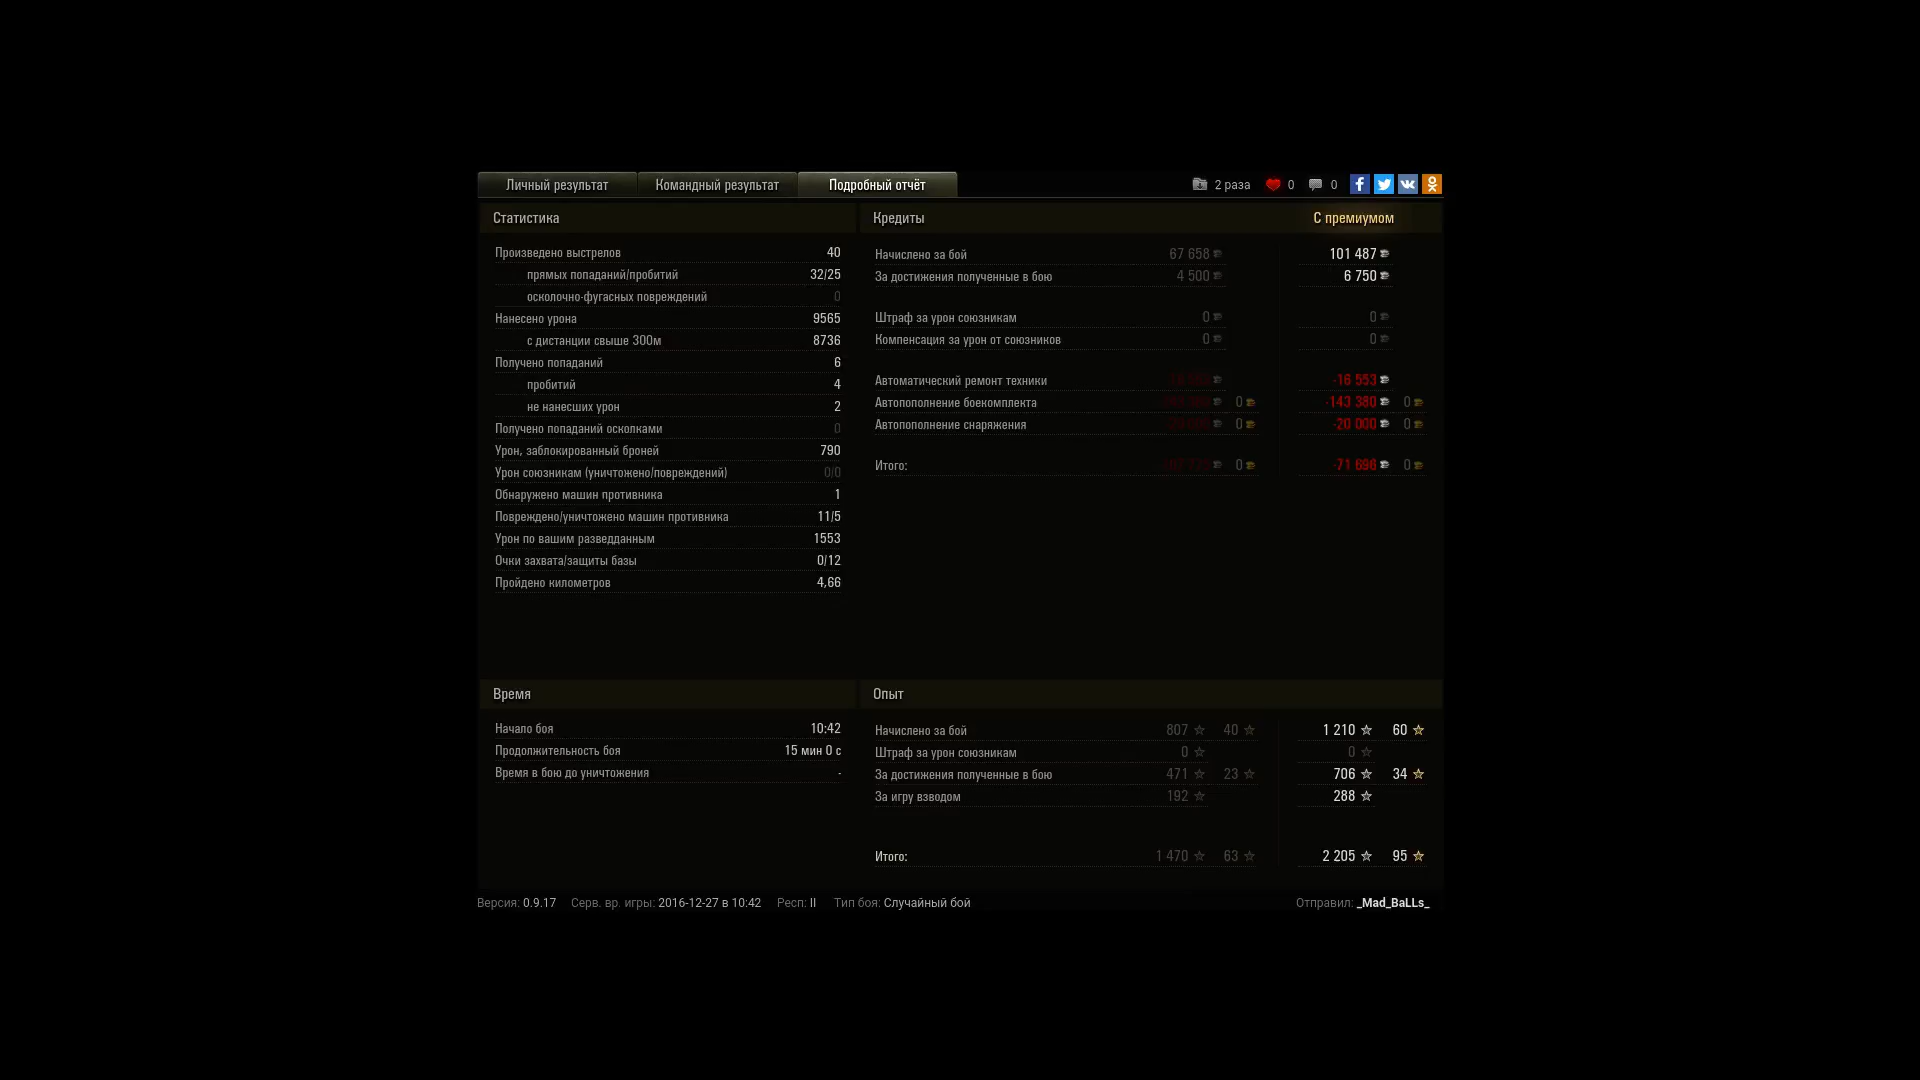 Личный результат Командный результат Подробный отчёт 2 раза 0 0
Статистика
Произведено выстрелов 40
прямых попаданий/пробитий 32/25
осколочно-фугасных повреждений 0
Нанесено урона 9565
с дистанции свыше 300м 8736
Получено попаданий 6
пробитий 4
не нанесших урон 2
Получено попаданий осколками 0
Урон, заблокированный броней 790
Урон союзникам (уничтожено/повреждений) 0/0
Обнаружено машин противника 1
Повреждено/уничтожено машин противника 11/5
Урон по вашим разведданным 1553
Очки захвата/защиты базы 0/12
Пройдено километров 4,66
Кредиты С премиумом
Начислено за бой 67 658 101 487
За достижения полученные в бою 4 500 6 750
Штраф за урон союзникам 0 0
Компенсация за урон от союзников 0 0
Автоматический ремонт техники -16 553
Автопополнение боекомплекта 0 -143 380 0
Автопополнение снаряжения 0 -20 000 0
Итого: 0 -71 696 0
Время
Начало боя 10:42
Продолжительность боя 15 мин 0 с
Время в бою до уничтожения -
Опыт
Начислено за бой 807 40 1 210 60
Штраф за урон союзникам 0 0
За достижения полученные в бою 471 23 706 34
За игру взводом 192 288
Итого: 1 470 63 2 205 95
Версия: 0.9.17 Серв. вр. игры: 2016-12-27 в 10:42 Респ: II Тип боя: Случайный бой Отправил: _Mad_BaLLs_